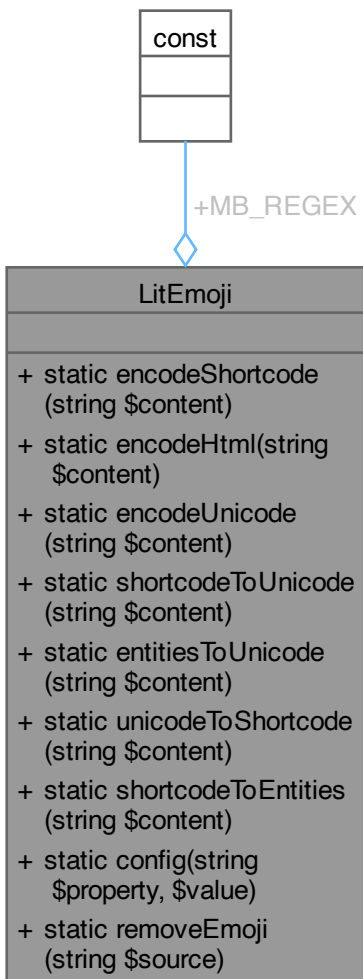 const
+MB_REGEX
LitEmoji
+ static encodeShortcode
(string $content)
+ static encodeHtml(string
$content)
+ static encodeUnicode
(string $content)
+ static shortcodeToUnicode
(string $content)
+ static entitiesToUnicode
(string $content)
+ static unicodeToShortcode
(string $content)
+ static shortcodeToEntities
(string $content)
+ static config(string
$property, $value)
+ static removeEmoji
(string $source)